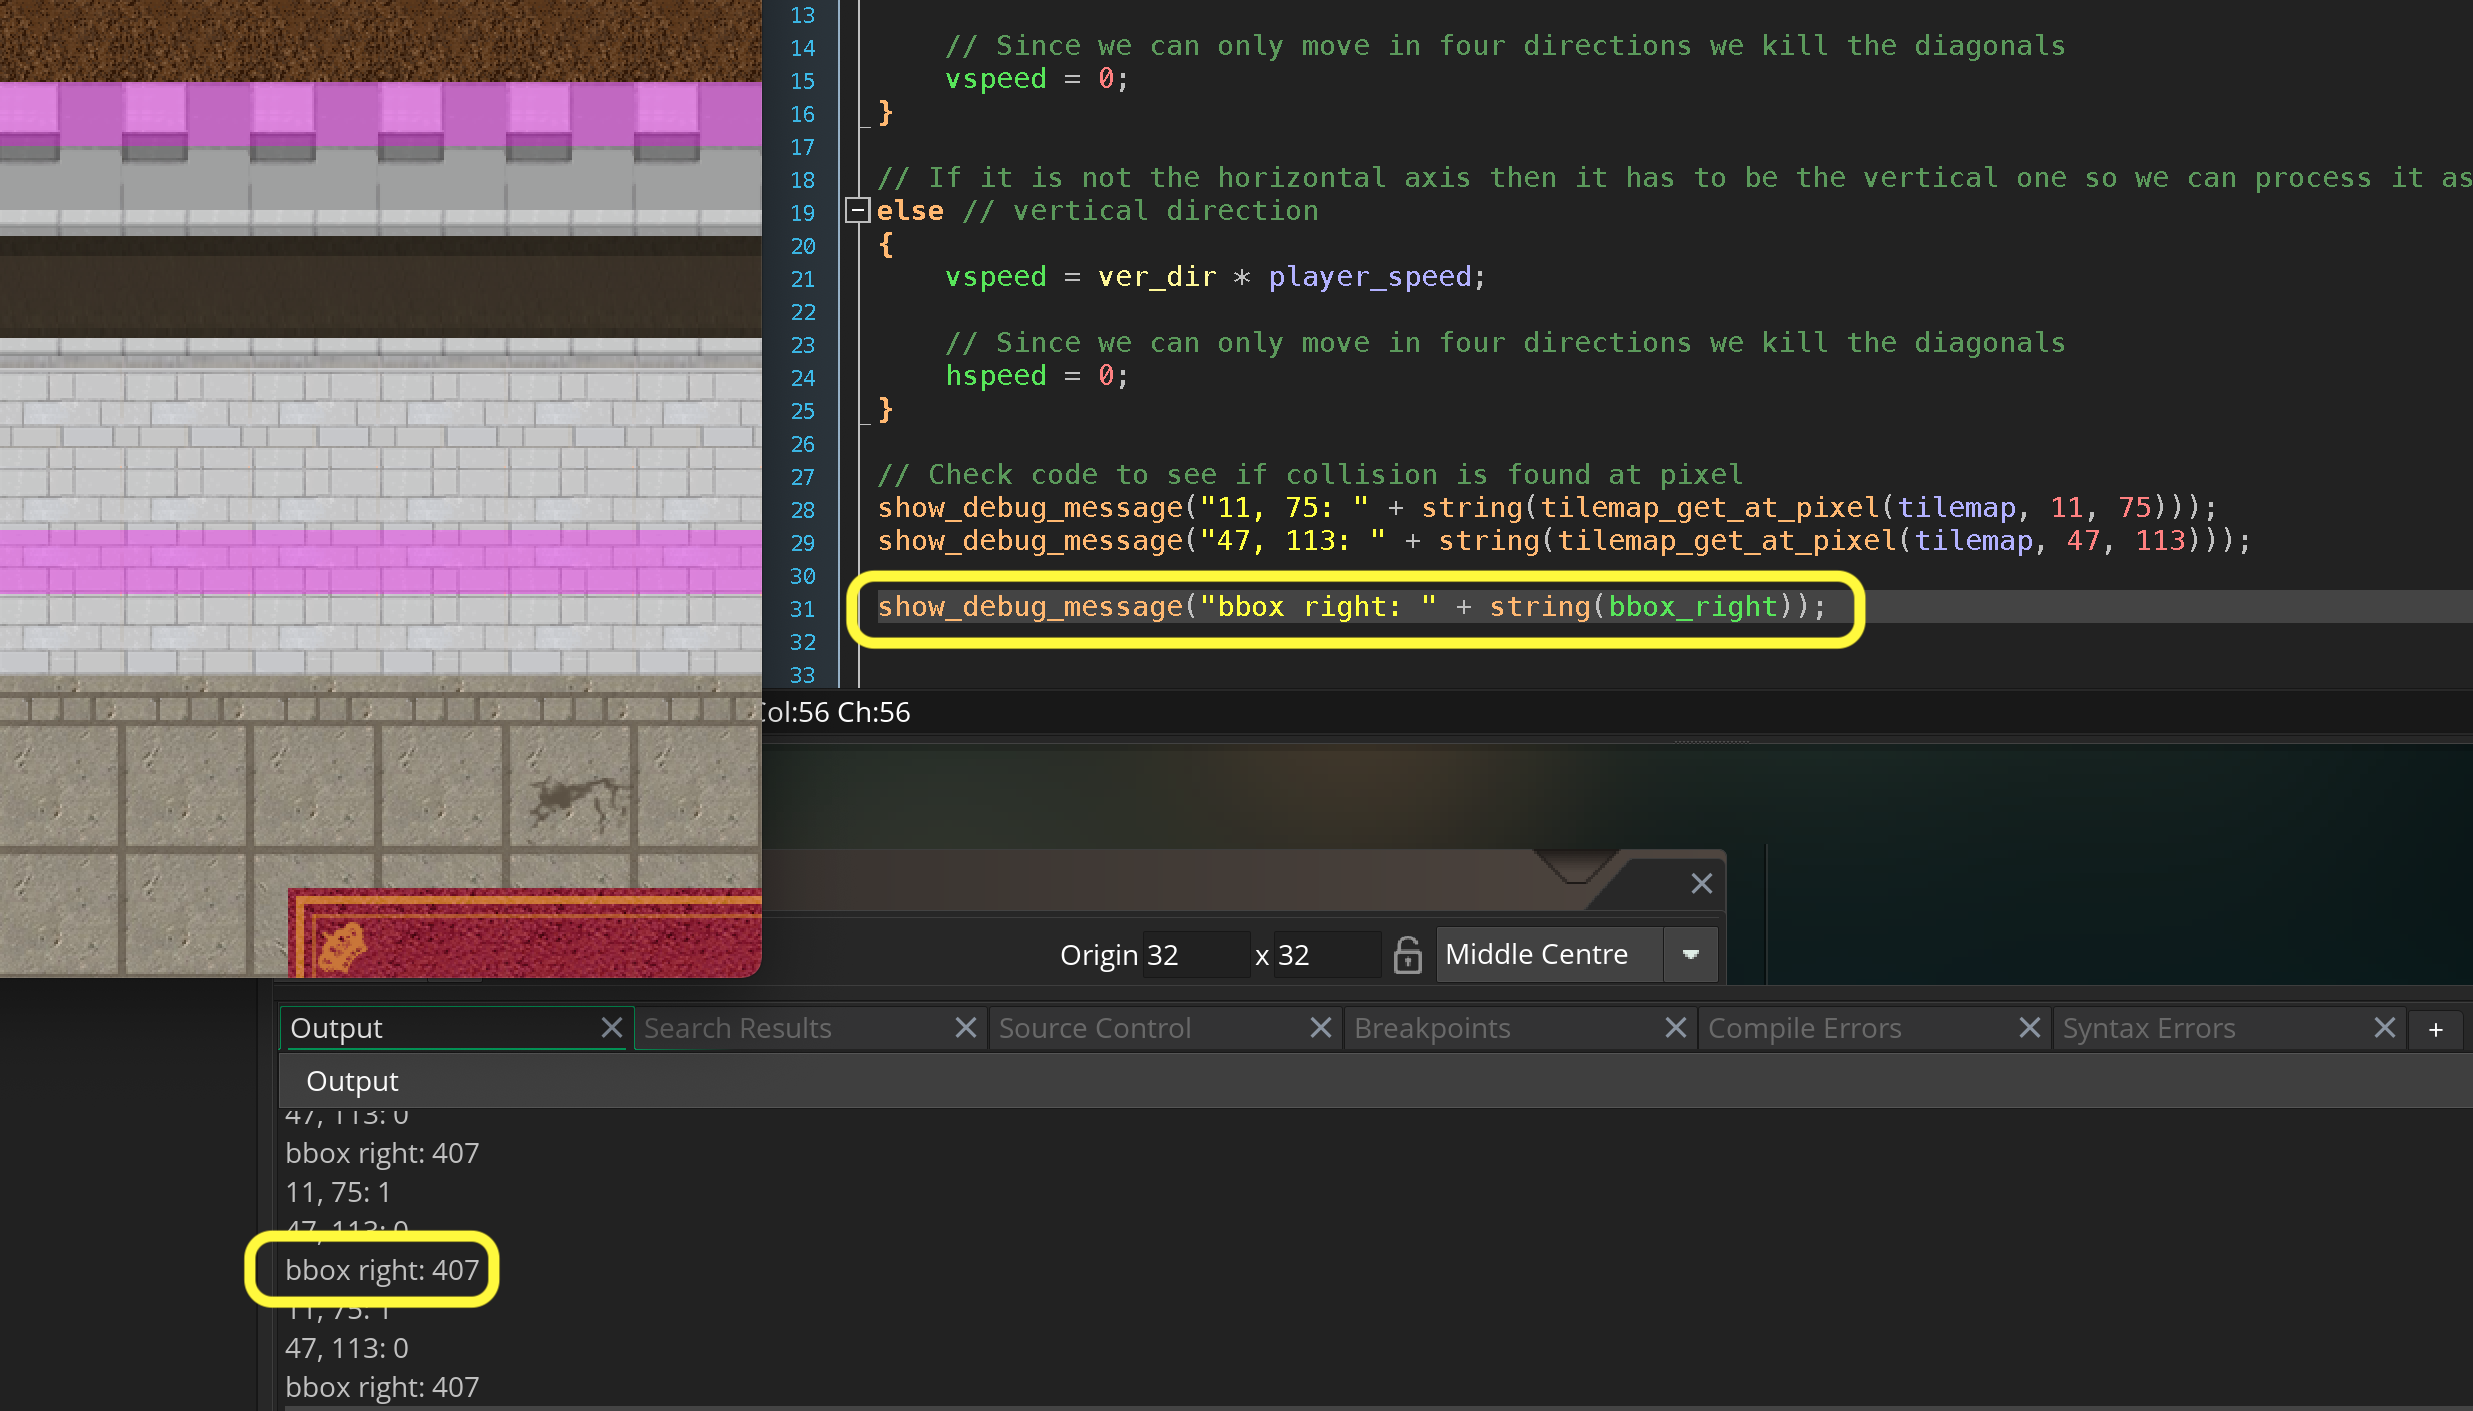 13
14 // Since we can only move in four directions we kill the diagonals
15 vspeed = 0;
16 }
17
18 // If it is not the horizontal axis then it has to be the vertical one so we can process it as
19 else // vertical direction
20 {
21 vspeed = ver_dir * player_speed;
22
23 // Since we can only move in four directions we kill the diagonals
24 hspeed = 0;
25 }
26
27 // Check code to see if collision is found at pixel
28 show_debug_message("11, 75: " + string(tilemap_get_at_pixel(tilemap, 11, 75)));
29 show_debug_message("47, 113: " + string(tilemap_get_at_pixel(tilemap, 47, 113)));
30
31 show_debug_message("bbox right: " + string(bbox_right));
32
33
Col:56 Ch:56
Origin 32 x 32 Middle Centre
Output Search Results Source Control Breakpoints Compile Errors Syntax Errors +
Output
47, 113: 0
bbox right: 407
11, 75: 1
47, 113: 0
bbox right: 407
11, 75: 1
47, 113: 0
bbox right: 407